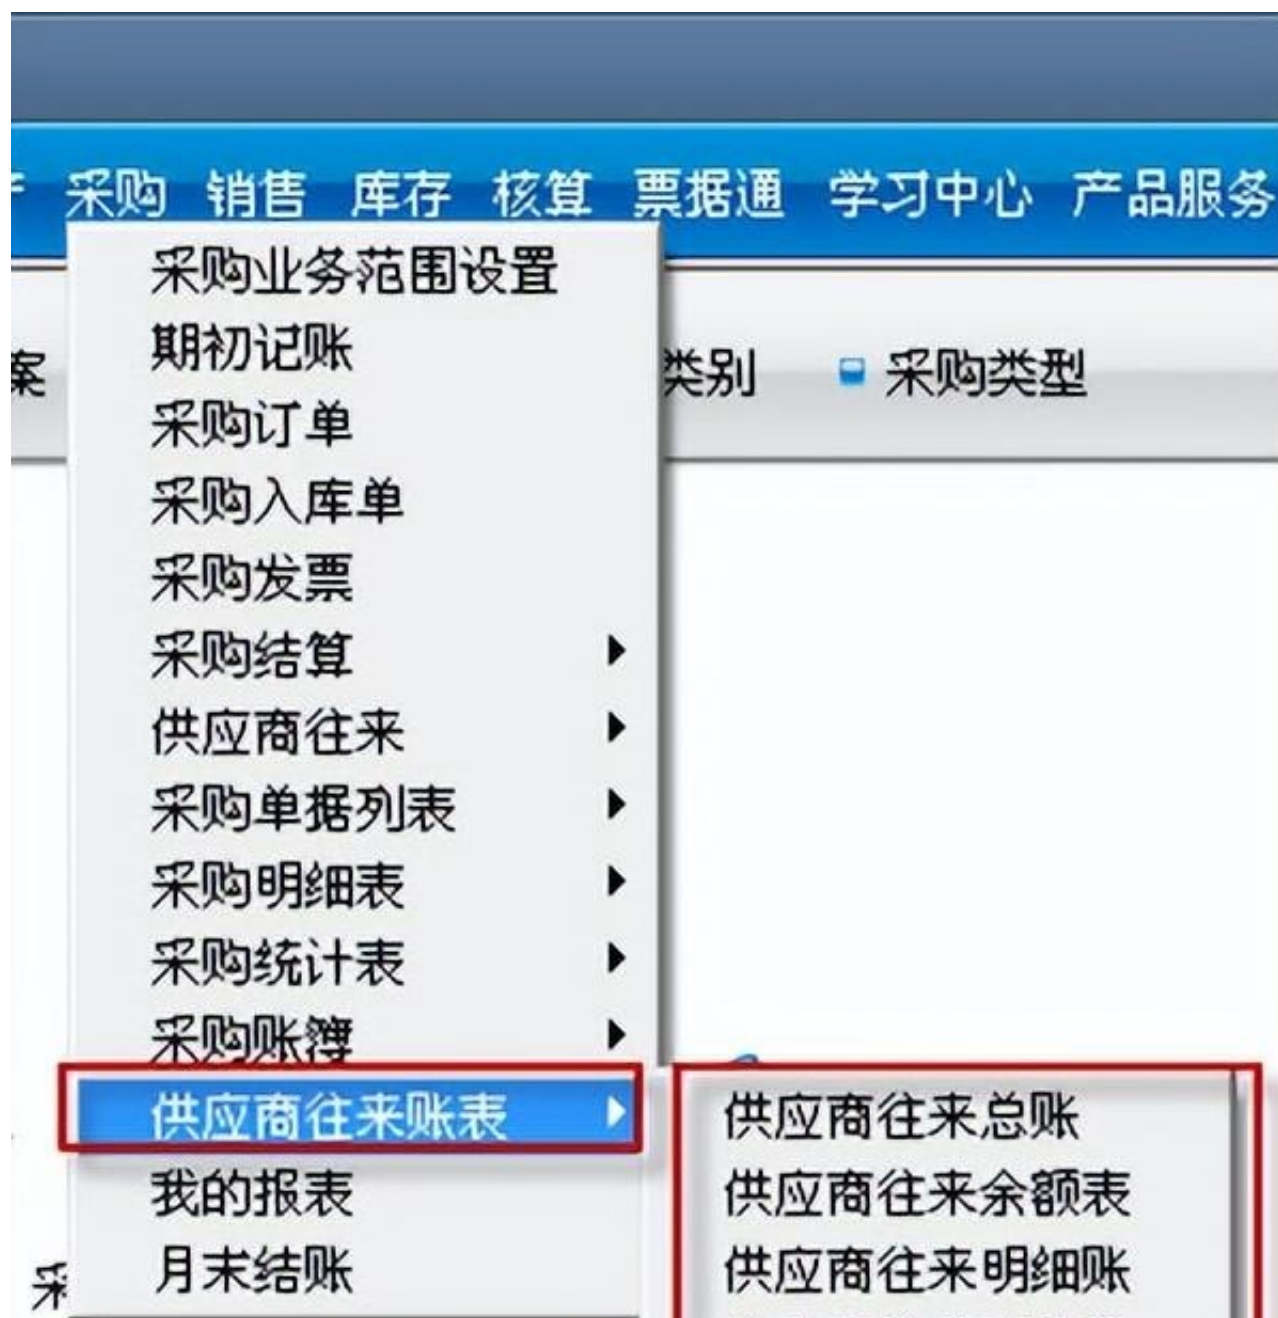 采购 销售 库存 核算 票据通 学习中心 产品服务
案 类别 采购类型
采购业务范围设置
期初记账
采购订单
采购入库单
采购发票
采购结算
供应商往来
采购单据列表
采购明细表
采购统计表
采购账簿
供应商往来账表
我的报表
月末结账
供应商往来总账
供应商往来余额表
供应商往来明细账